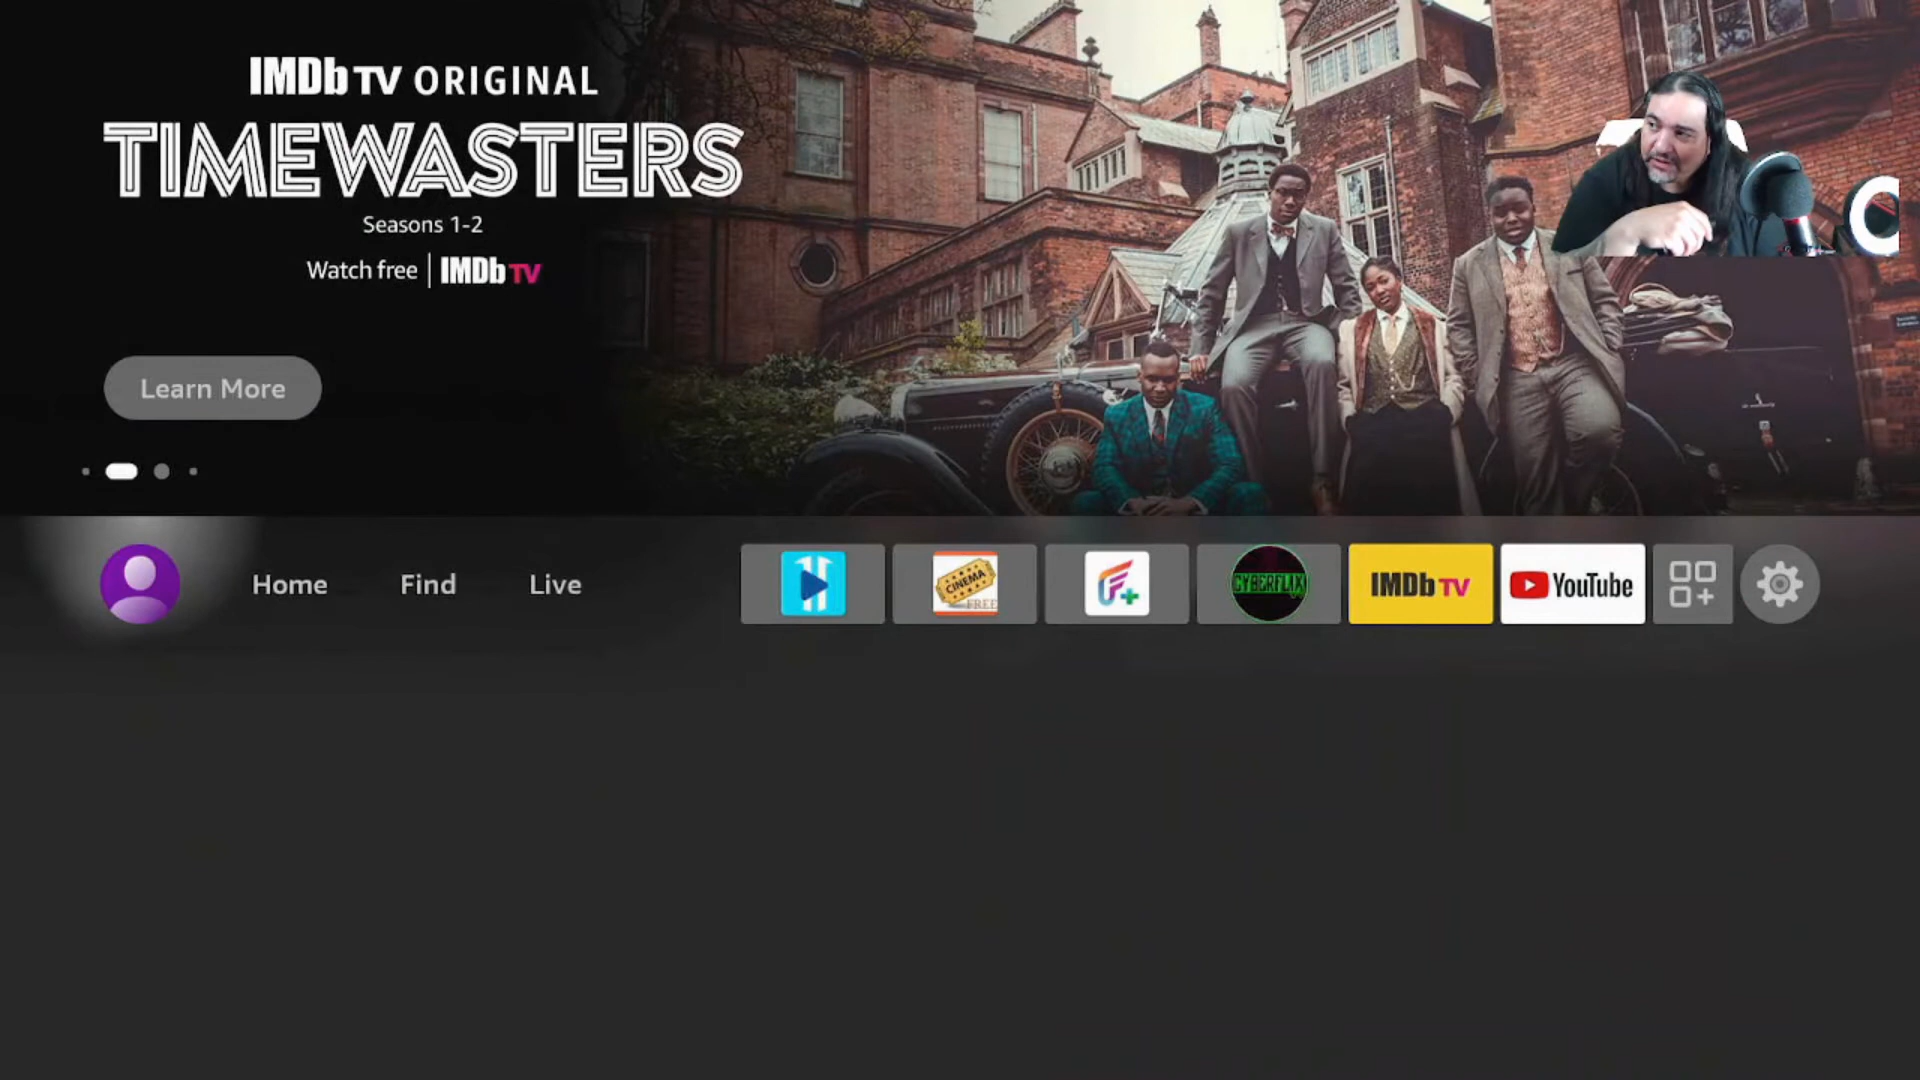 IMDb TV ORIGINAL
TIMEWASTERS
Seasons 1-2
Watch free | IMDb TV
Learn More
Home Find Live
CINEMA
FREE
CYBERFLIX
IMDb TV
YouTube